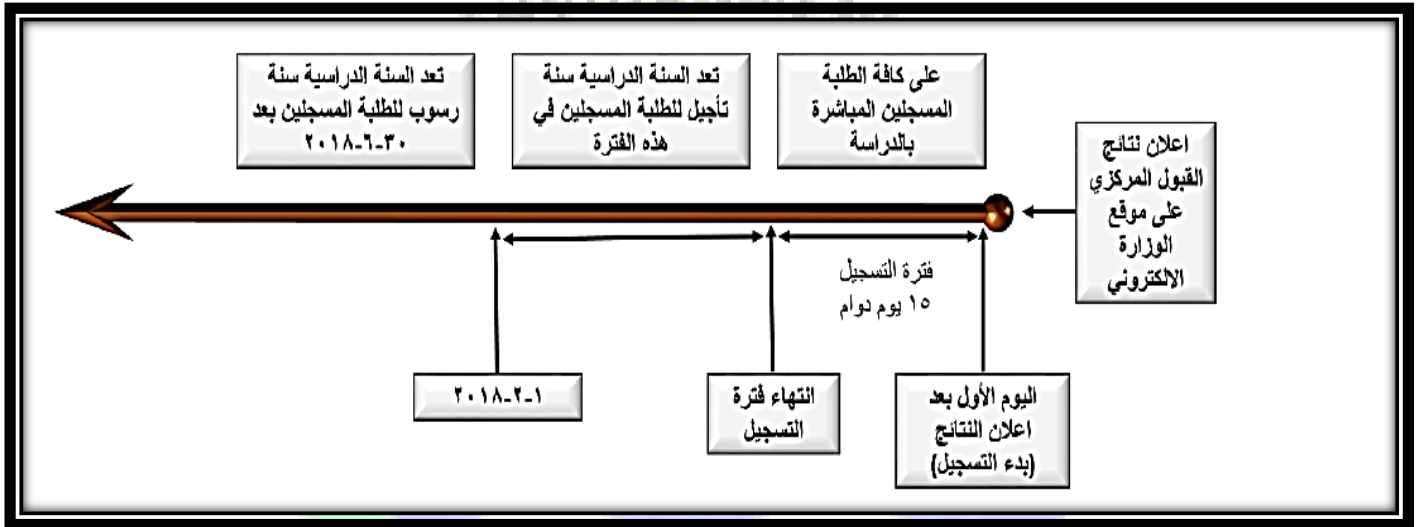 اعلان نتائج
القبول المركزي
على موقع
الوزارة
الالكتروني
على كافة الطلبة
المسجلين المباشرة
بالدراسة
تعد السنة الدراسية سنة
تأجيل للطلبة المسجلين في
هذه الفترة
تعد السنة الدراسية سنة
رسوب للطلبة المسجلين بعد
٣٠-٦-٢٠١٨
فترة التسجيل
١٥ يوم دوام
اليوم الأول بعد
اعلان النتائج
(بدء التسجيل)
انتهاء فترة
التسجيل
١-٢-٢٠١٨